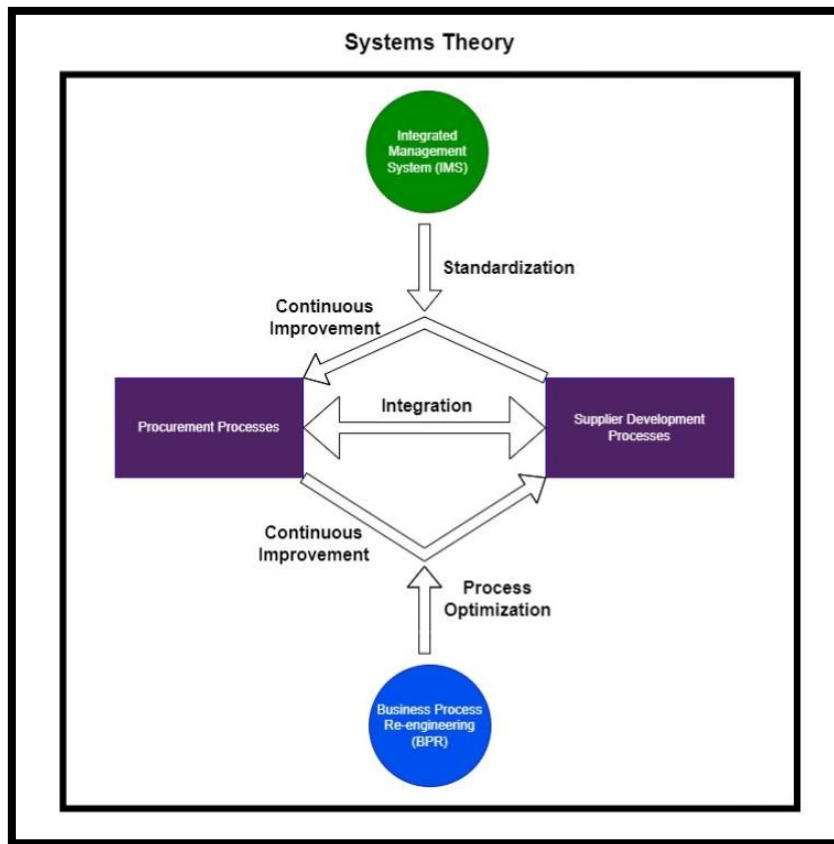 Systems Theory
Integrated
Management
System (IMS)
Standardization
Continuous
Improvement
Integration
Procurement Processes
Supplier Development
Processes
Continuous
Improvement
Process
Optimization
Business Process
Re-engineering
(BPR)